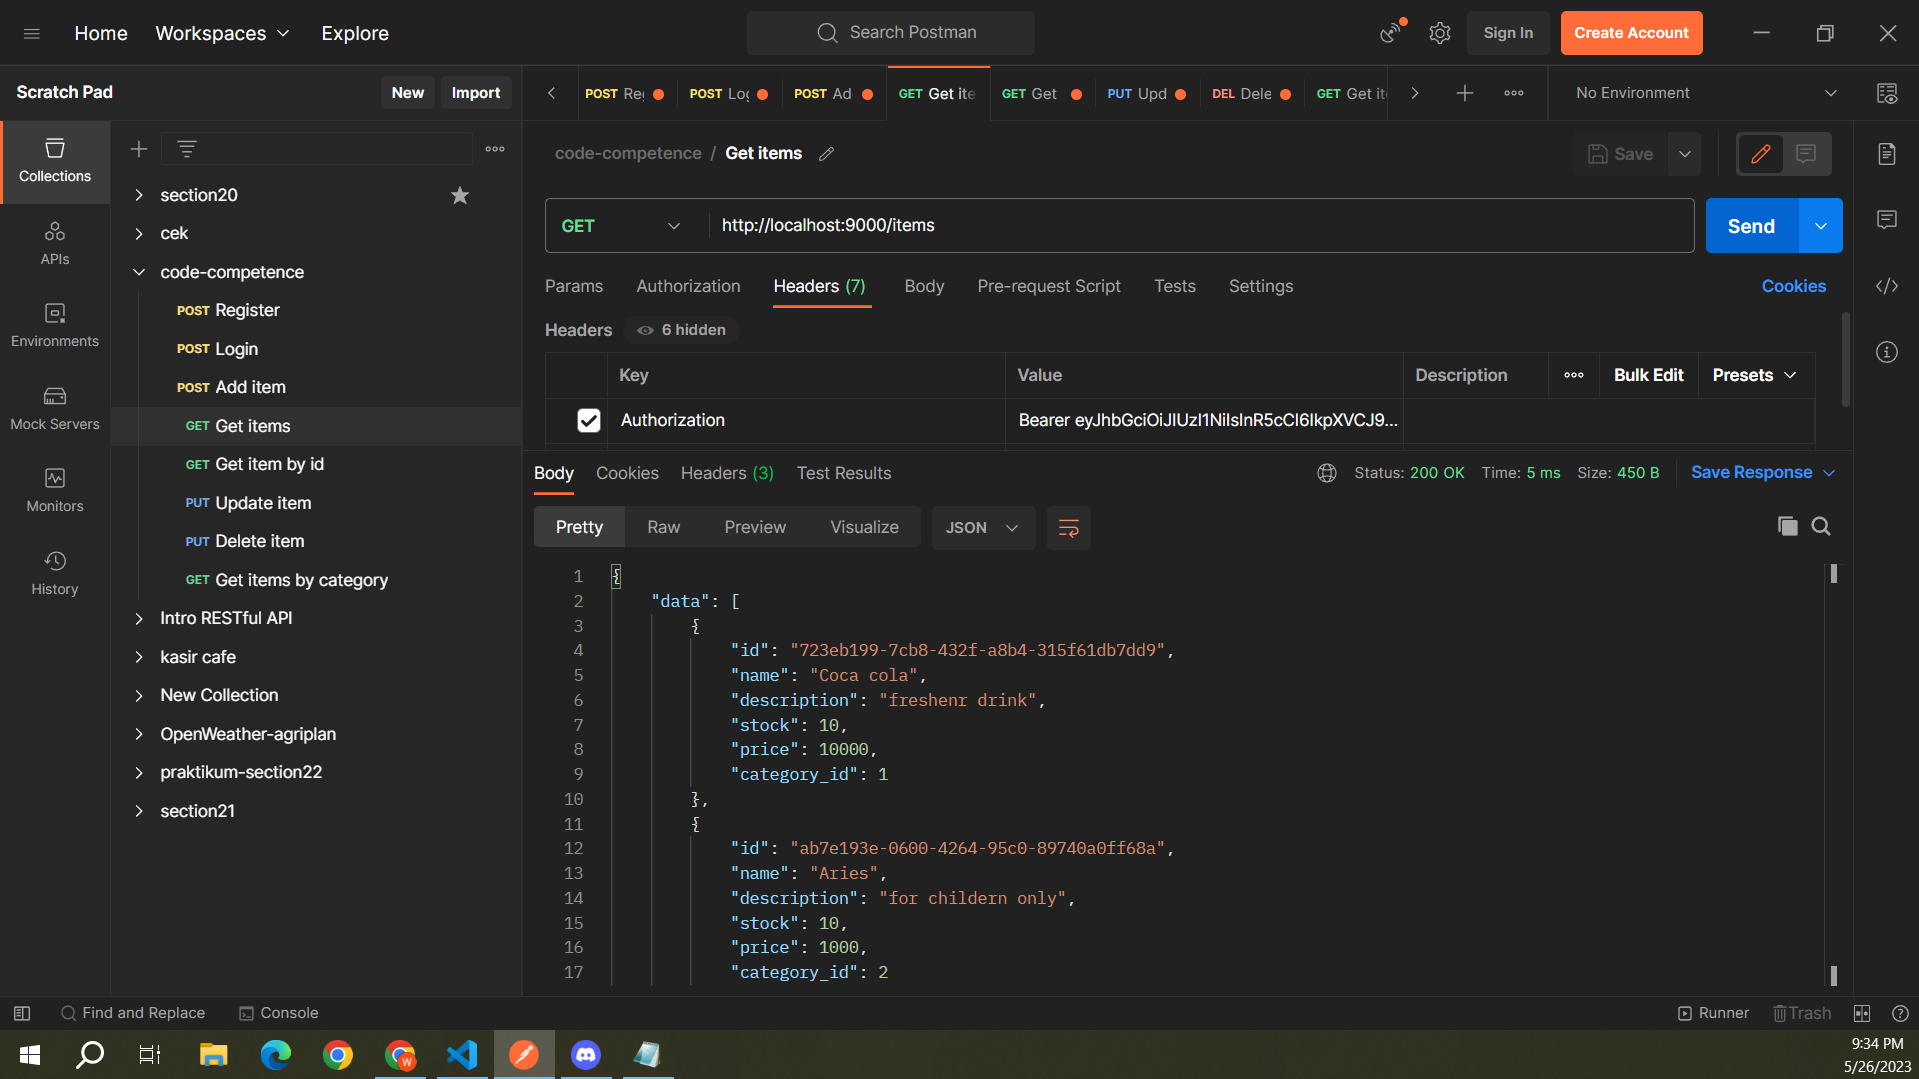 Home Workspaces Explore Search Postman Sign In Create Account
Scratch Pad New Import POST Re POST Lo POST Ad GET Get ite GET Get PUT Upd DEL Dele GET Get it No Environment
Collections
APIs
Environments
Mock Servers
Monitors
History
section20
cek
code-competence
POST Register
POST Login
POST Add item
GET Get items
GET Get item by id
PUT Update item
PUT Delete item
GET Get items by category
Intro RESTful API
kasir cafe
New Collection
OpenWeather-agriplan
praktikum-section22
section21
code-competence / Get items Save
GET http://localhost:9000/items Send
Params Authorization Headers (7) Body Pre-request Script Tests Settings Cookies
Headers 6 hidden
Key Value Description Bulk Edit Presets
Authorization Bearer eyJhbGciOiJIUzI1NiIsInR5cCI6IkpXVCJ9...
Body Cookies Headers (3) Test Results Status: 200 OK Time: 5 ms Size: 450 B Save Response
Pretty Raw Preview Visualize JSON
1 {
2 "data": [
3 {
4 "id": "723eb199-7cb8-432f-a8b4-315f61db7dd9",
5 "name": "Coca cola",
6 "description": "freshenr drink",
7 "stock": 10,
8 "price": 10000,
9 "category_id": 1
10 },
11 {
12 "id": "ab7e193e-0600-4264-95c0-89740a0ff68a",
13 "name": "Aries",
14 "description": "for childern only",
15 "stock": 10,
16 "price": 1000,
17 "category_id": 2
Find and Replace Console Runner Trash
W
9:34 PM
5/26/2023